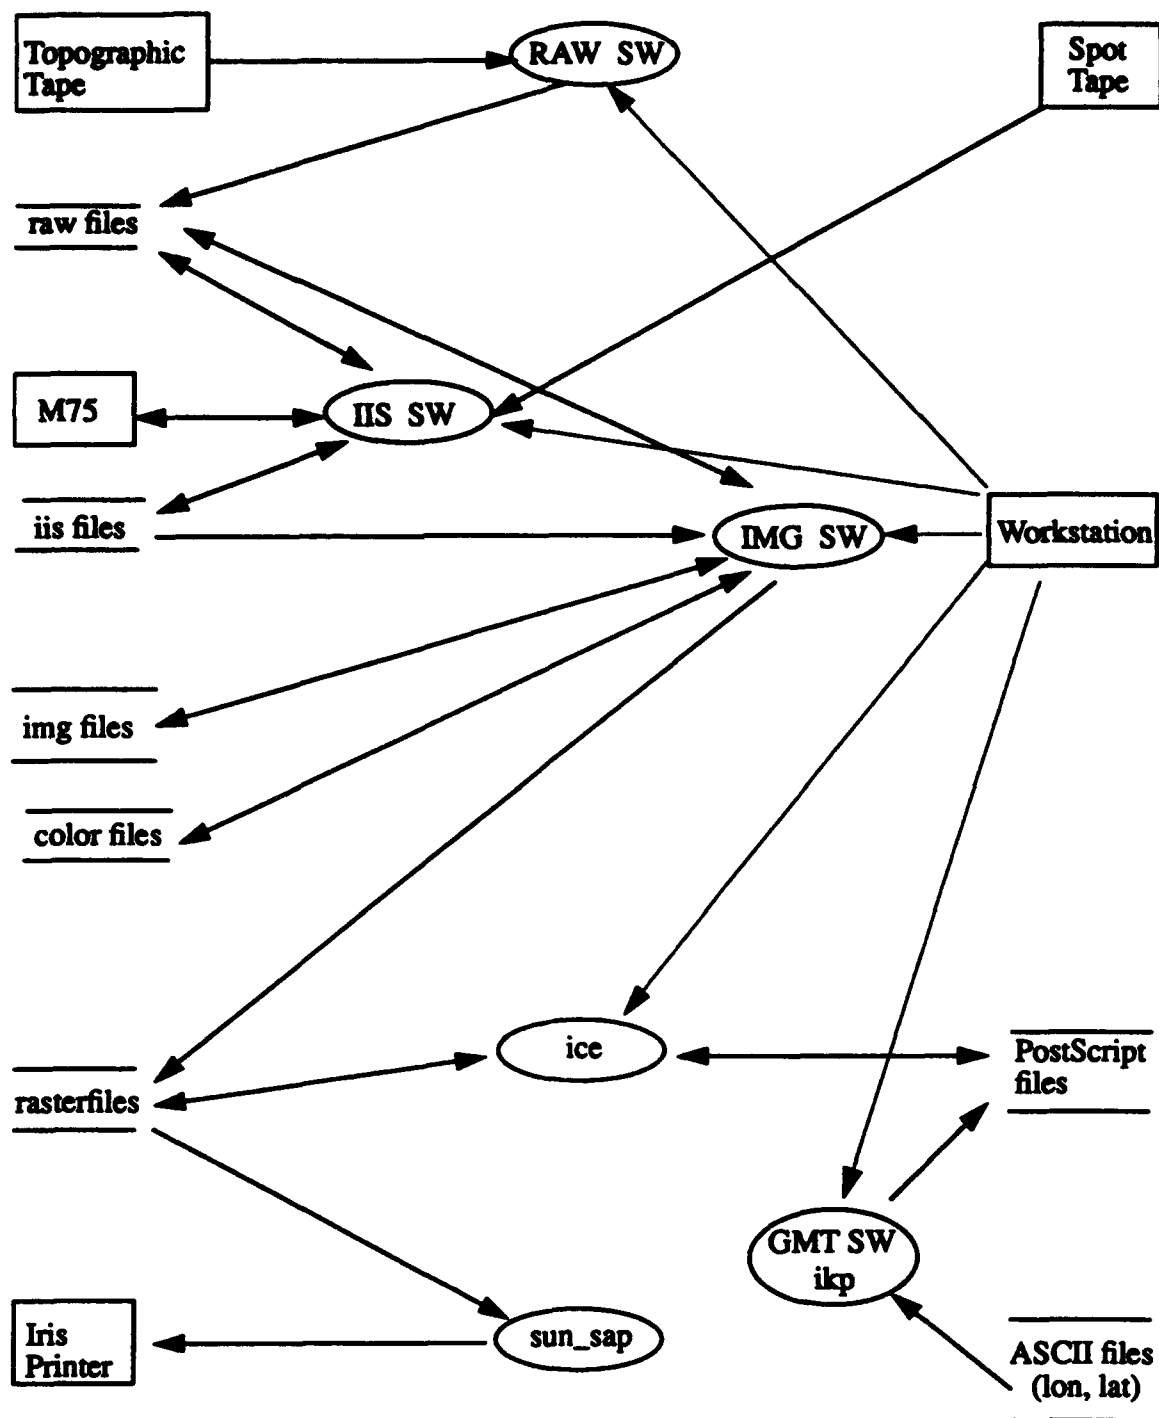 Topographic
Tape
RAW SW
Spot
Tape
raw files
M75
IIS SW
iis files
IMG SW
Workstation
img files
color files
ice
PostScript
files
rasterfiles
GMT SW
ikp
Iris
Printer
sun_sap
ASCII files
(lon, lat)